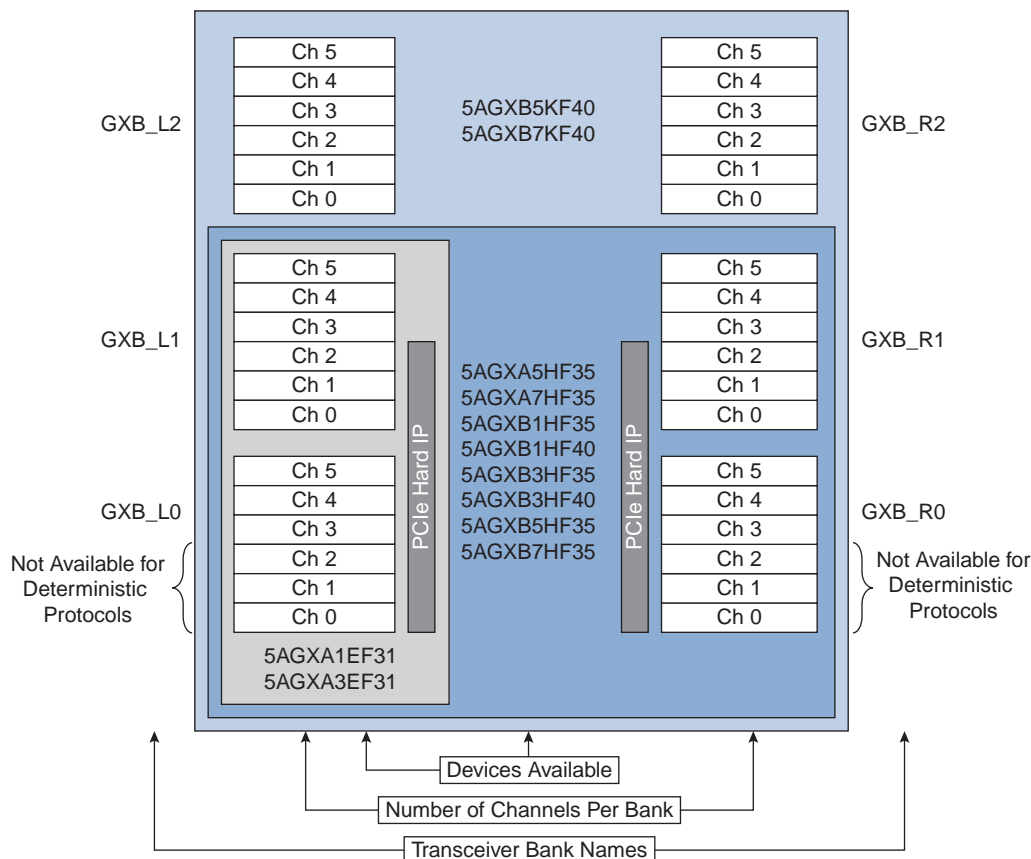 Ch 5
Ch 4
Ch 3
Ch 2
Ch 1
Ch 0
GXB_L2
5AGXB5KF40
5AGXB7KF40
Ch 5
Ch 4
Ch 3
Ch 2
Ch 1
Ch 0
GXB_R2
Ch 5
Ch 4
Ch 3
Ch 2
Ch 1
Ch 0
GXB_L1
Ch 5
Ch 4
Ch 3
Ch 2
Ch 1
Ch 0
GXB_R1
PCIe Hard IP
5AGXA5HF35
5AGXA7HF35
5AGXB1HF35
5AGXB1HF40
5AGXB3HF35
5AGXB3HF40
5AGXB5HF35
5AGXB7HF35
PCIe Hard IP
Ch 5
Ch 4
Ch 3
Ch 2
Ch 1
Ch 0
GXB_L0
Not Available for
Deterministic
Protocols
Ch 5
Ch 4
Ch 3
Ch 2
Ch 1
Ch 0
GXB_R0
Not Available for
Deterministic
Protocols
5AGXA1EF31
5AGXA3EF31
Devices Available
Number of Channels Per Bank
Transceiver Bank Names